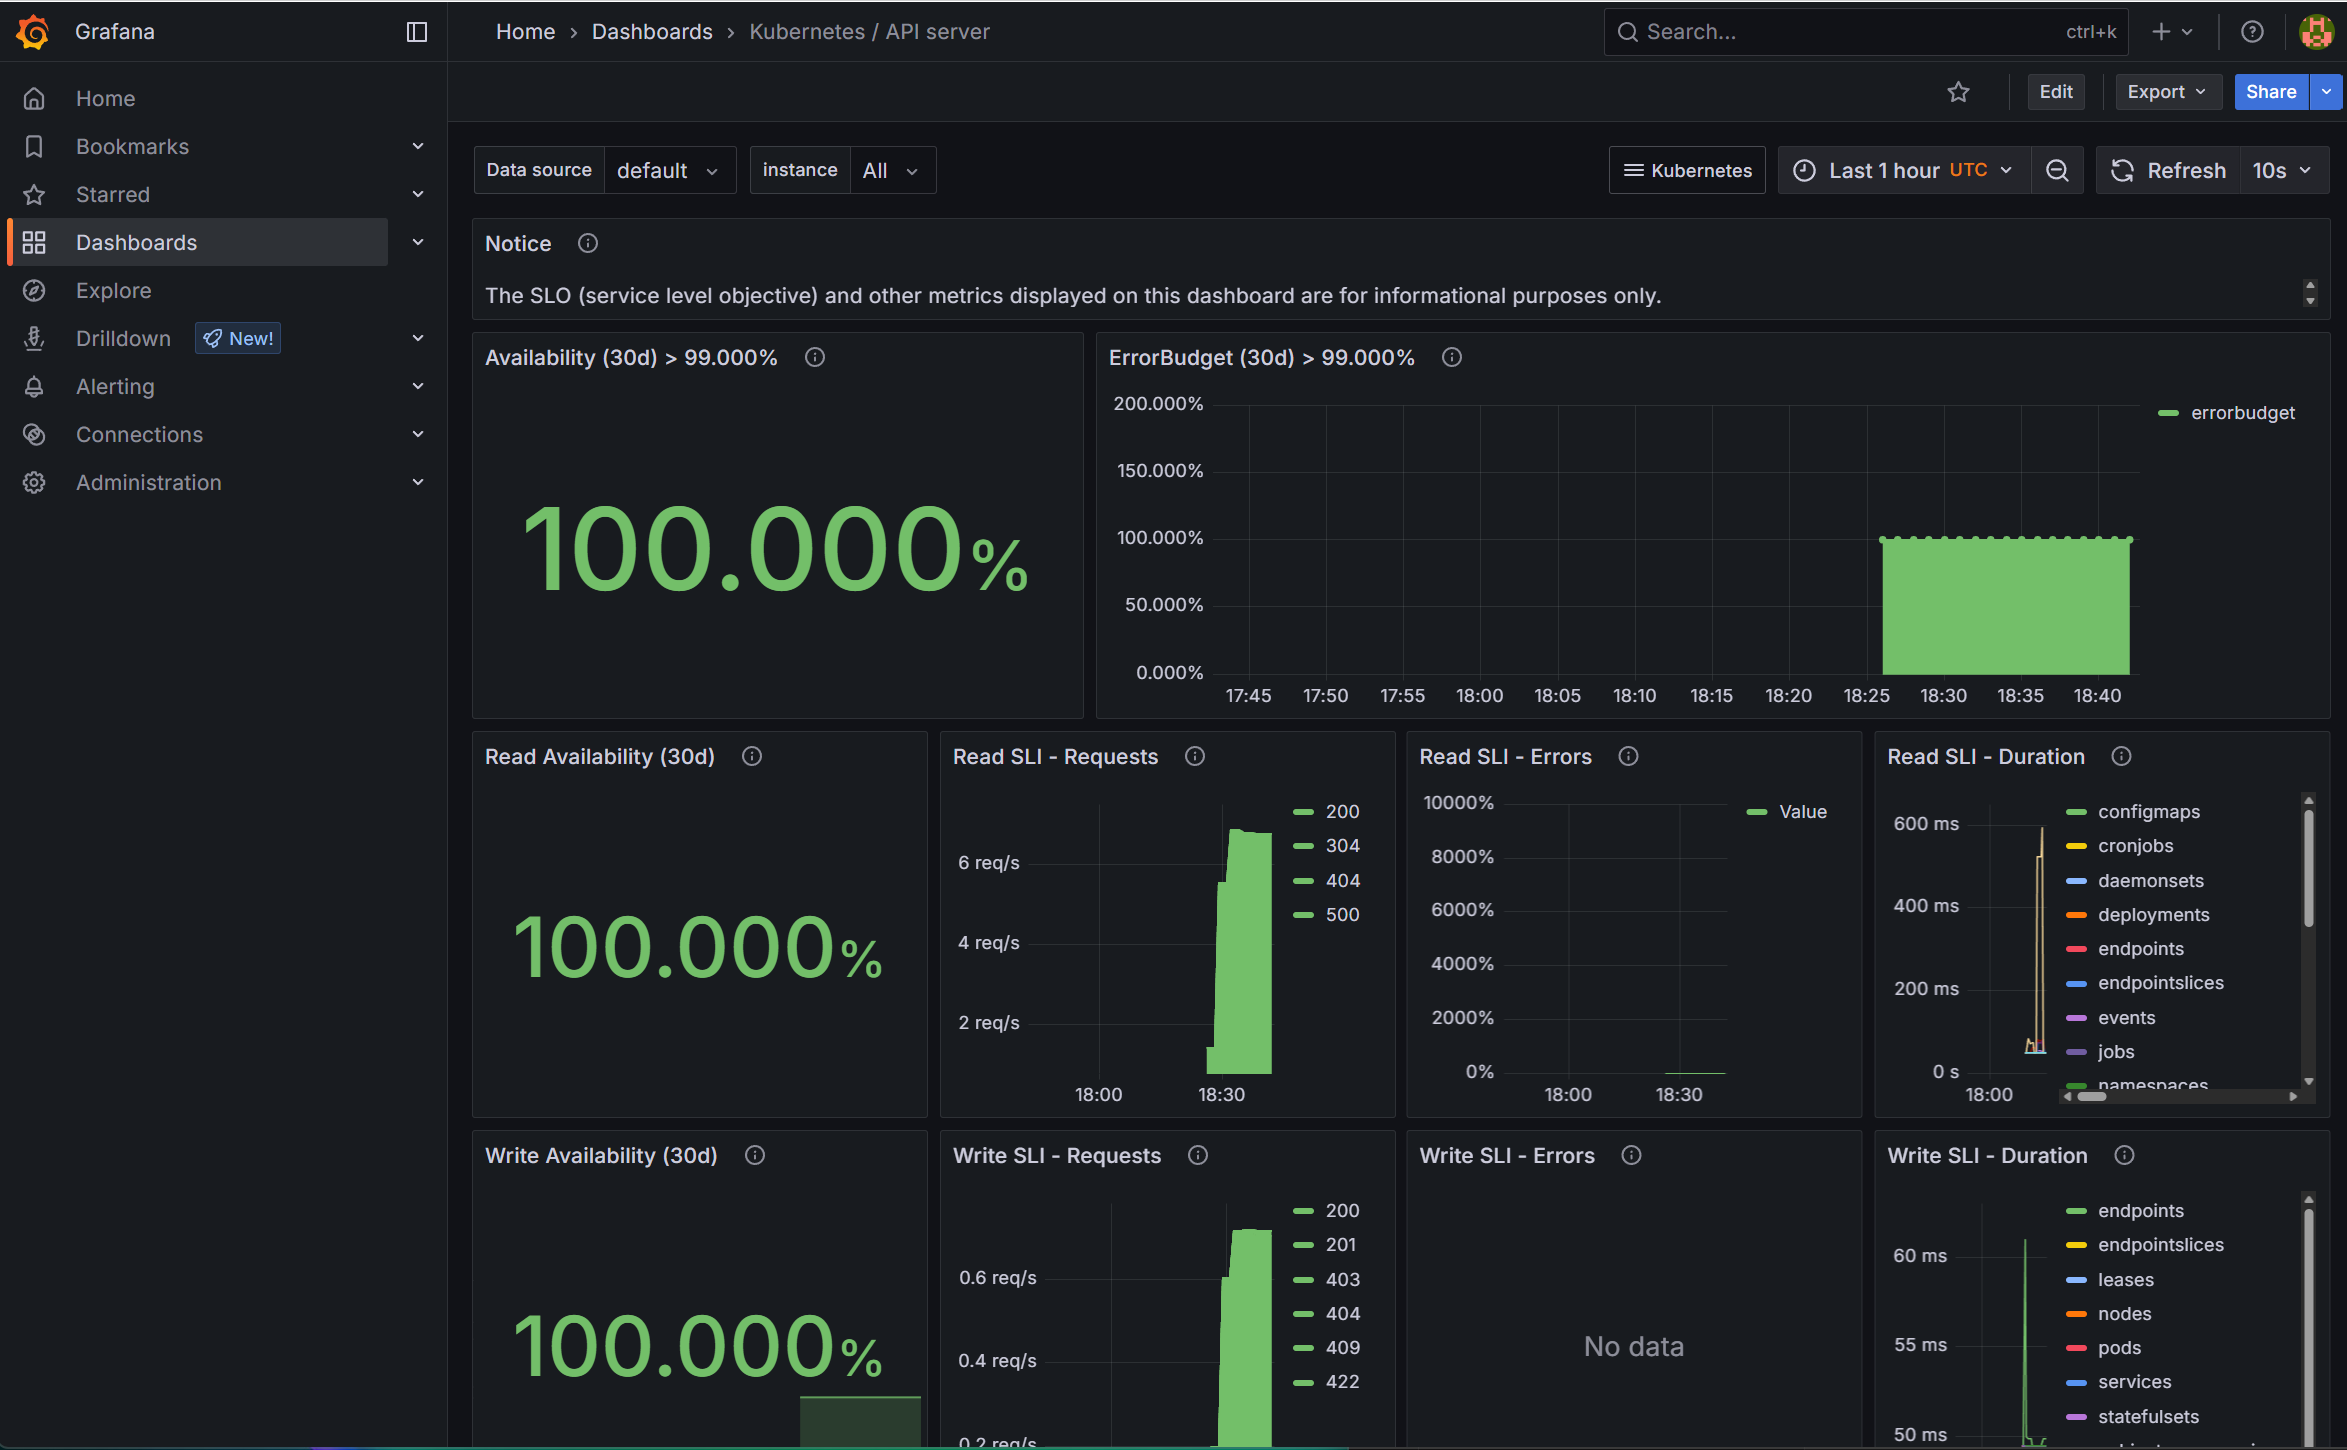 Grafana
Home › Dashboards › Kubernetes / API server
Search... ctrl+k
Home
Bookmarks
Starred
Dashboards
Explore
Drilldown New!
Alerting
Connections
Administration
Edit Export Share
Data source default instance All Kubernetes Last 1 hour UTC Refresh 10s
Notice
The SLO (service level objective) and other metrics displayed on this dashboard are for informational purposes only.
Availability (30d) > 99.000%
100.000%
ErrorBudget (30d) > 99.000%
200.000%
150.000%
100.000%
50.000%
0.000%
17:45 17:50 17:55 18:00 18:05 18:10 18:15 18:20 18:25 18:30 18:35 18:40
errorbudget
Read Availability (30d)
100.000%
Read SLI - Requests
6 req/s
4 req/s
2 req/s
18:00 18:30
200
304
404
500
Read SLI - Errors
10000%
8000%
6000%
4000%
2000%
0%
18:00 18:30
Value
Read SLI - Duration
600 ms
400 ms
200 ms
0 s
18:00
configmaps
cronjobs
daemonsets
deployments
endpoints
endpointslices
events
jobs
namespaces
Write Availability (30d)
100.000%
Write SLI - Requests
0.6 req/s
0.4 req/s
0.2 req/s
200
201
403
404
409
422
Write SLI - Errors
No data
Write SLI - Duration
60 ms
55 ms
50 ms
endpoints
endpointslices
leases
nodes
pods
services
statefulsets